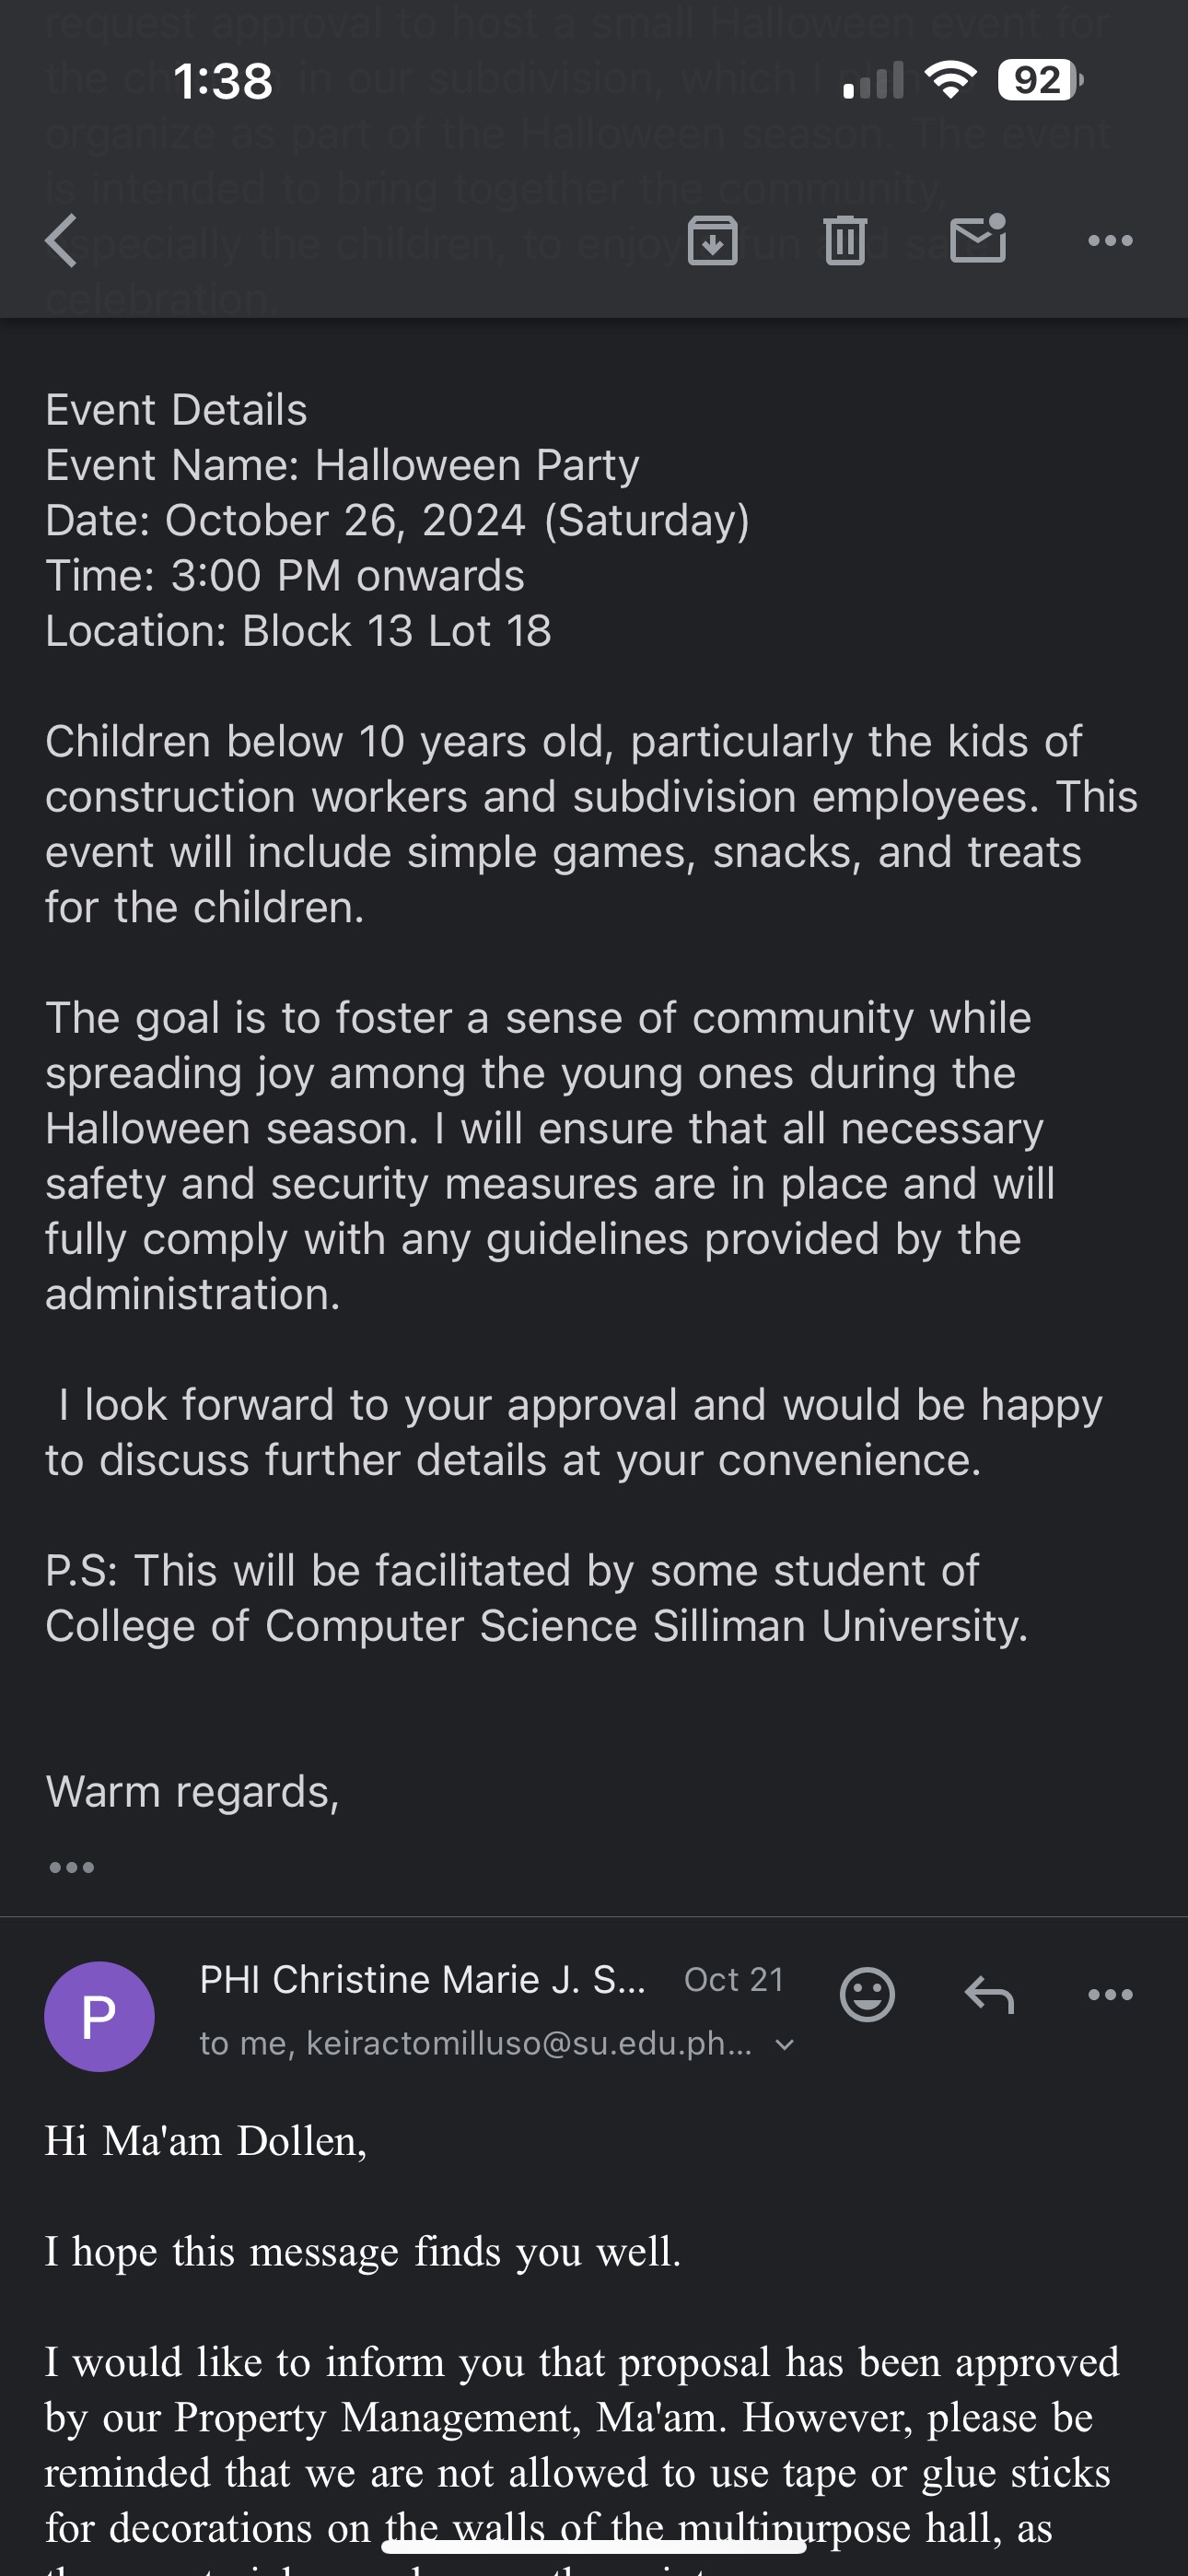 request approval to host a small Halloween event for
the ch in our subdivision, which I
1:38
92
organize as part of the Halloween season. The event
is intended to bring together the community,
specially the children, to enjoy fun d sa
celebration.
Event Details
Event Name: Halloween Party
Date: October 26, 2024 (Saturday)
Time: 3:00 PM onwards
Location: Block 13 Lot 18
Children below 10 years old, particularly the kids of
construction workers and subdivision employees. This
event will include simple games, snacks, and treats
for the children.
The goal is to foster a sense of community while
spreading joy among the young ones during the
Halloween season. I will ensure that all necessary
safety and security measures are in place and will
fully comply with any guidelines provided by the
administration.
I look forward to your approval and would be happy
to discuss further details at your convenience.
P.S: This will be facilitated by some student of
College of Computer Science Silliman University.
Warm regards,
•••
P
PHI Christine Marie J. S... Oct 21
to me, keiractomilluso@su.edu.ph...
Hi Ma'am Dollen,
I hope this message finds you well.
I would like to inform you that proposal has been approved
by our Property Management, Ma'am. However, please be
reminded that we are not allowed to use tape or glue sticks
for decorations on the walls of the multipurpose hall, as